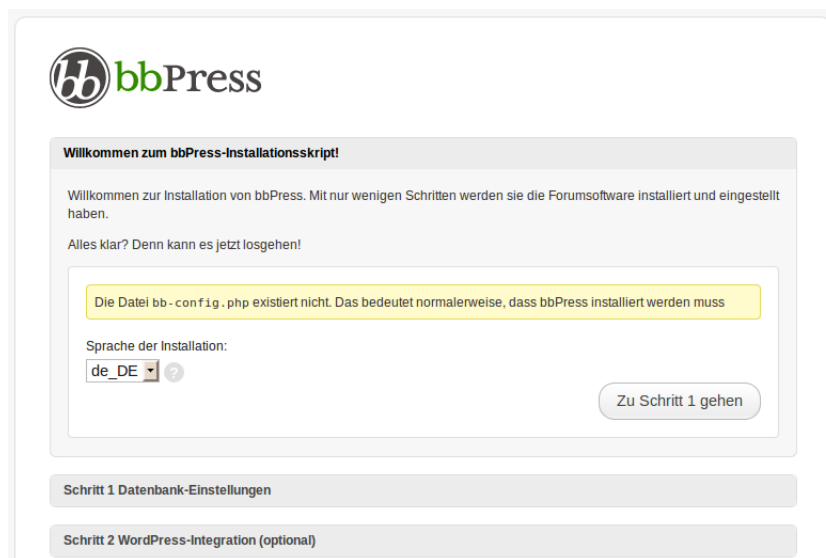 bb bbPress
Willkommen zum bbPress-Installationsskript!
Willkommen zur Installation von bbPress. Mit nur wenigen Schritten werden sie die Forumsoftware installiert und eingestellt
haben.
Alles klar? Denn kann es jetzt losgehen!
Die Datei bb-config.php existiert nicht. Das bedeutet normalerweise, dass bbPress installiert werden muss
Sprache der Installation:
de_DE ?
Zu Schritt 1 gehen
Schritt 1 Datenbank-Einstellungen
Schritt 2 WordPress-Integration (optional)